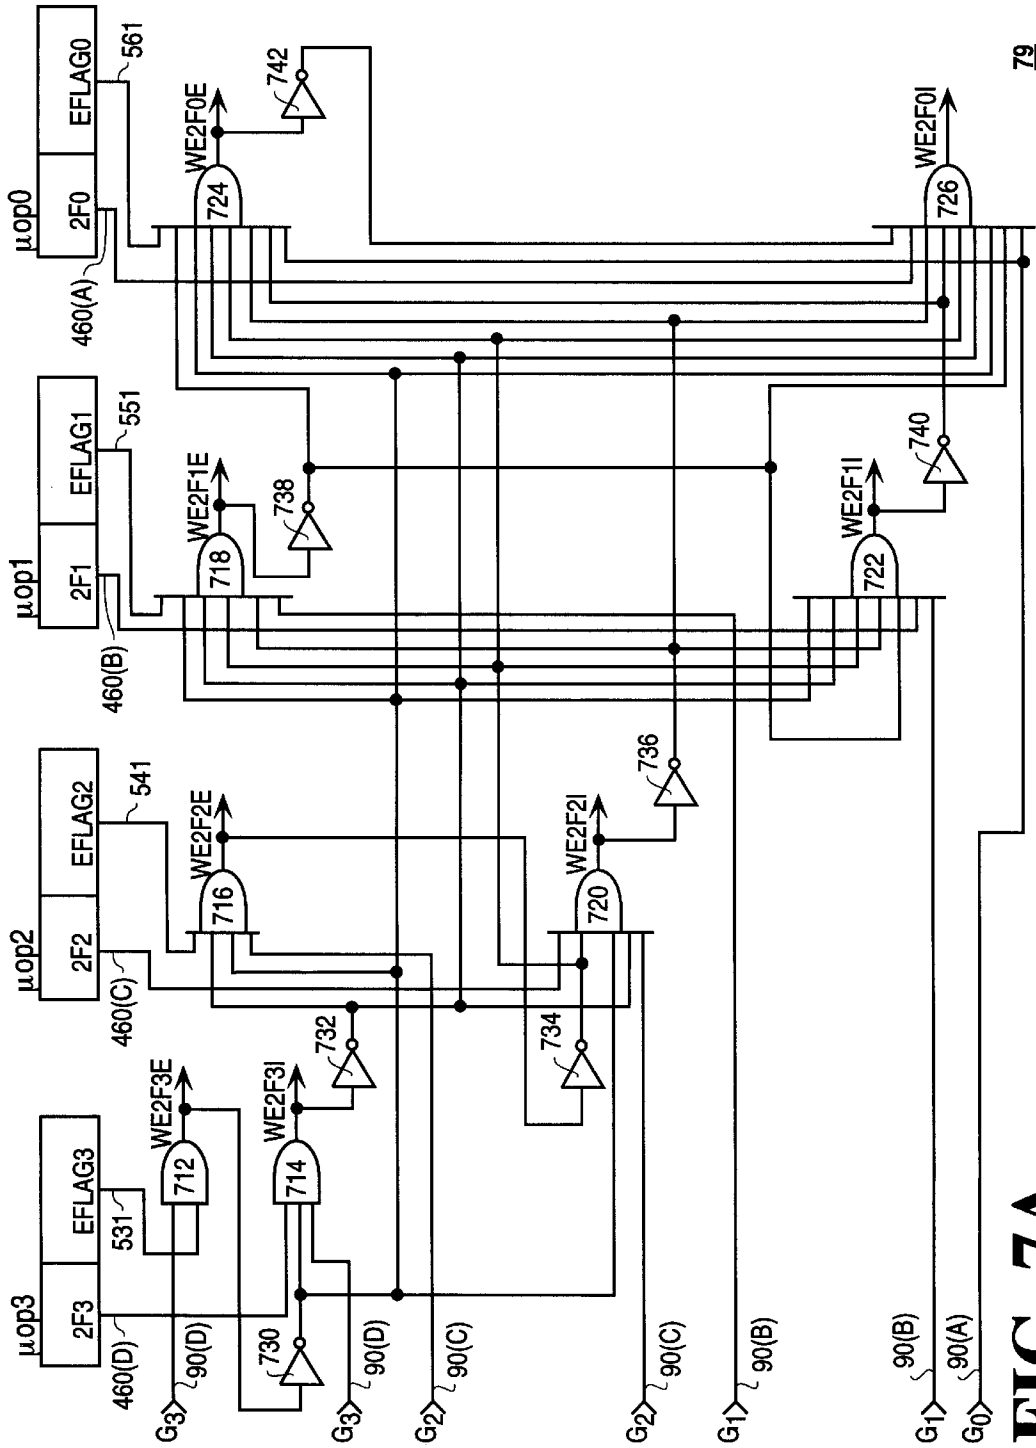 μop3
2F3
EFLAG3
460(D)
531
712
WE2F3E
G3
90(D)
714
WE2F3I
730
732
G3
90(D)
μop2
2F2
EFLAG2
460(C)
541
716
WE2F2E
G2
90(C)
734
720
WE2F2I
736
G2
90(C)
μop1
2F1
EFLAG1
460(B)
551
718
WE2F1E
738
G1
90(B)
722
WE2F1I
740
G1
90(B)
μop0
2F0
EFLAG0
460(A)
561
724
WE2F0E
742
726
WE2F0I
G0
90(A)
79
FIG 7A